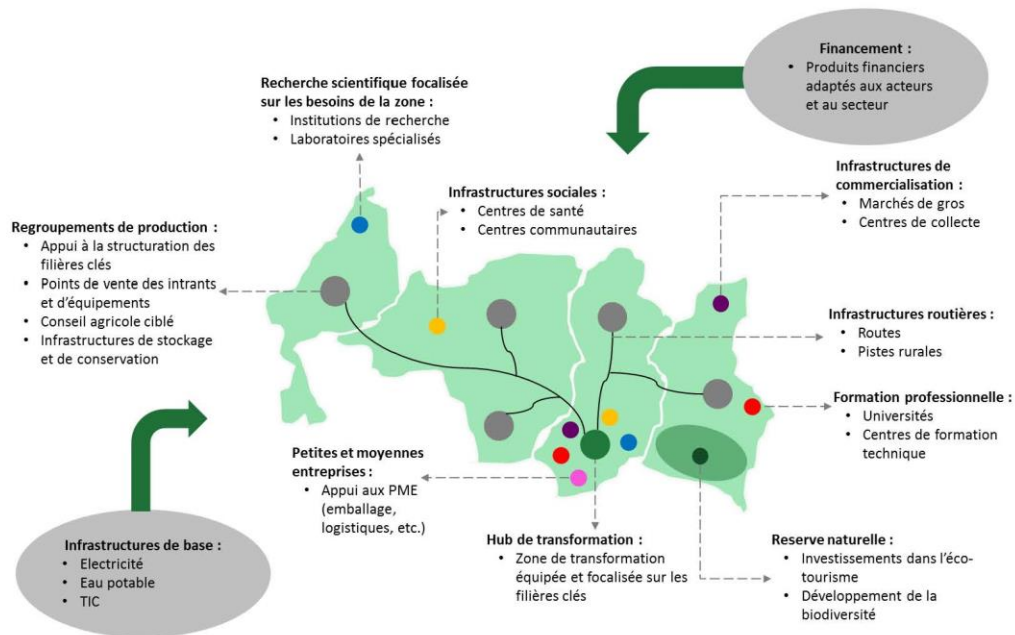 Financement :
• Produits financiers
adaptés aux acteurs
et au secteur
Recherche scientifique focalisée
sur les besoins de la zone :
• Institutions de recherche
• Laboratoires spécialisés
Infrastructures de
commercialisation :
• Marchés de gros
• Centres de collecte
Infrastructures sociales :
• Centres de santé
• Centres communautaires
Regroupements de production :
• Appui à la structuration des
filières clés
• Points de vente des intrants
et d'équipements
• Conseil agricole ciblé
• Infrastructures de stockage
et de conservation
Infrastructures routières :
• Routes
• Pistes rurales
Formation professionnelle :
• Universités
• Centres de formation
technique
Petites et moyennes
entreprises :
• Appui aux PME
(emballage,
logistiques, etc.)
Hub de transformation :
• Zone de transformation
équipée et focalisée sur les
filières clés
Reserve naturelle :
• Investissements dans l'éco-
tourisme
• Développement de la
biodiversité
Infrastructures de base :
• Electricité
• Eau potable
• TIC